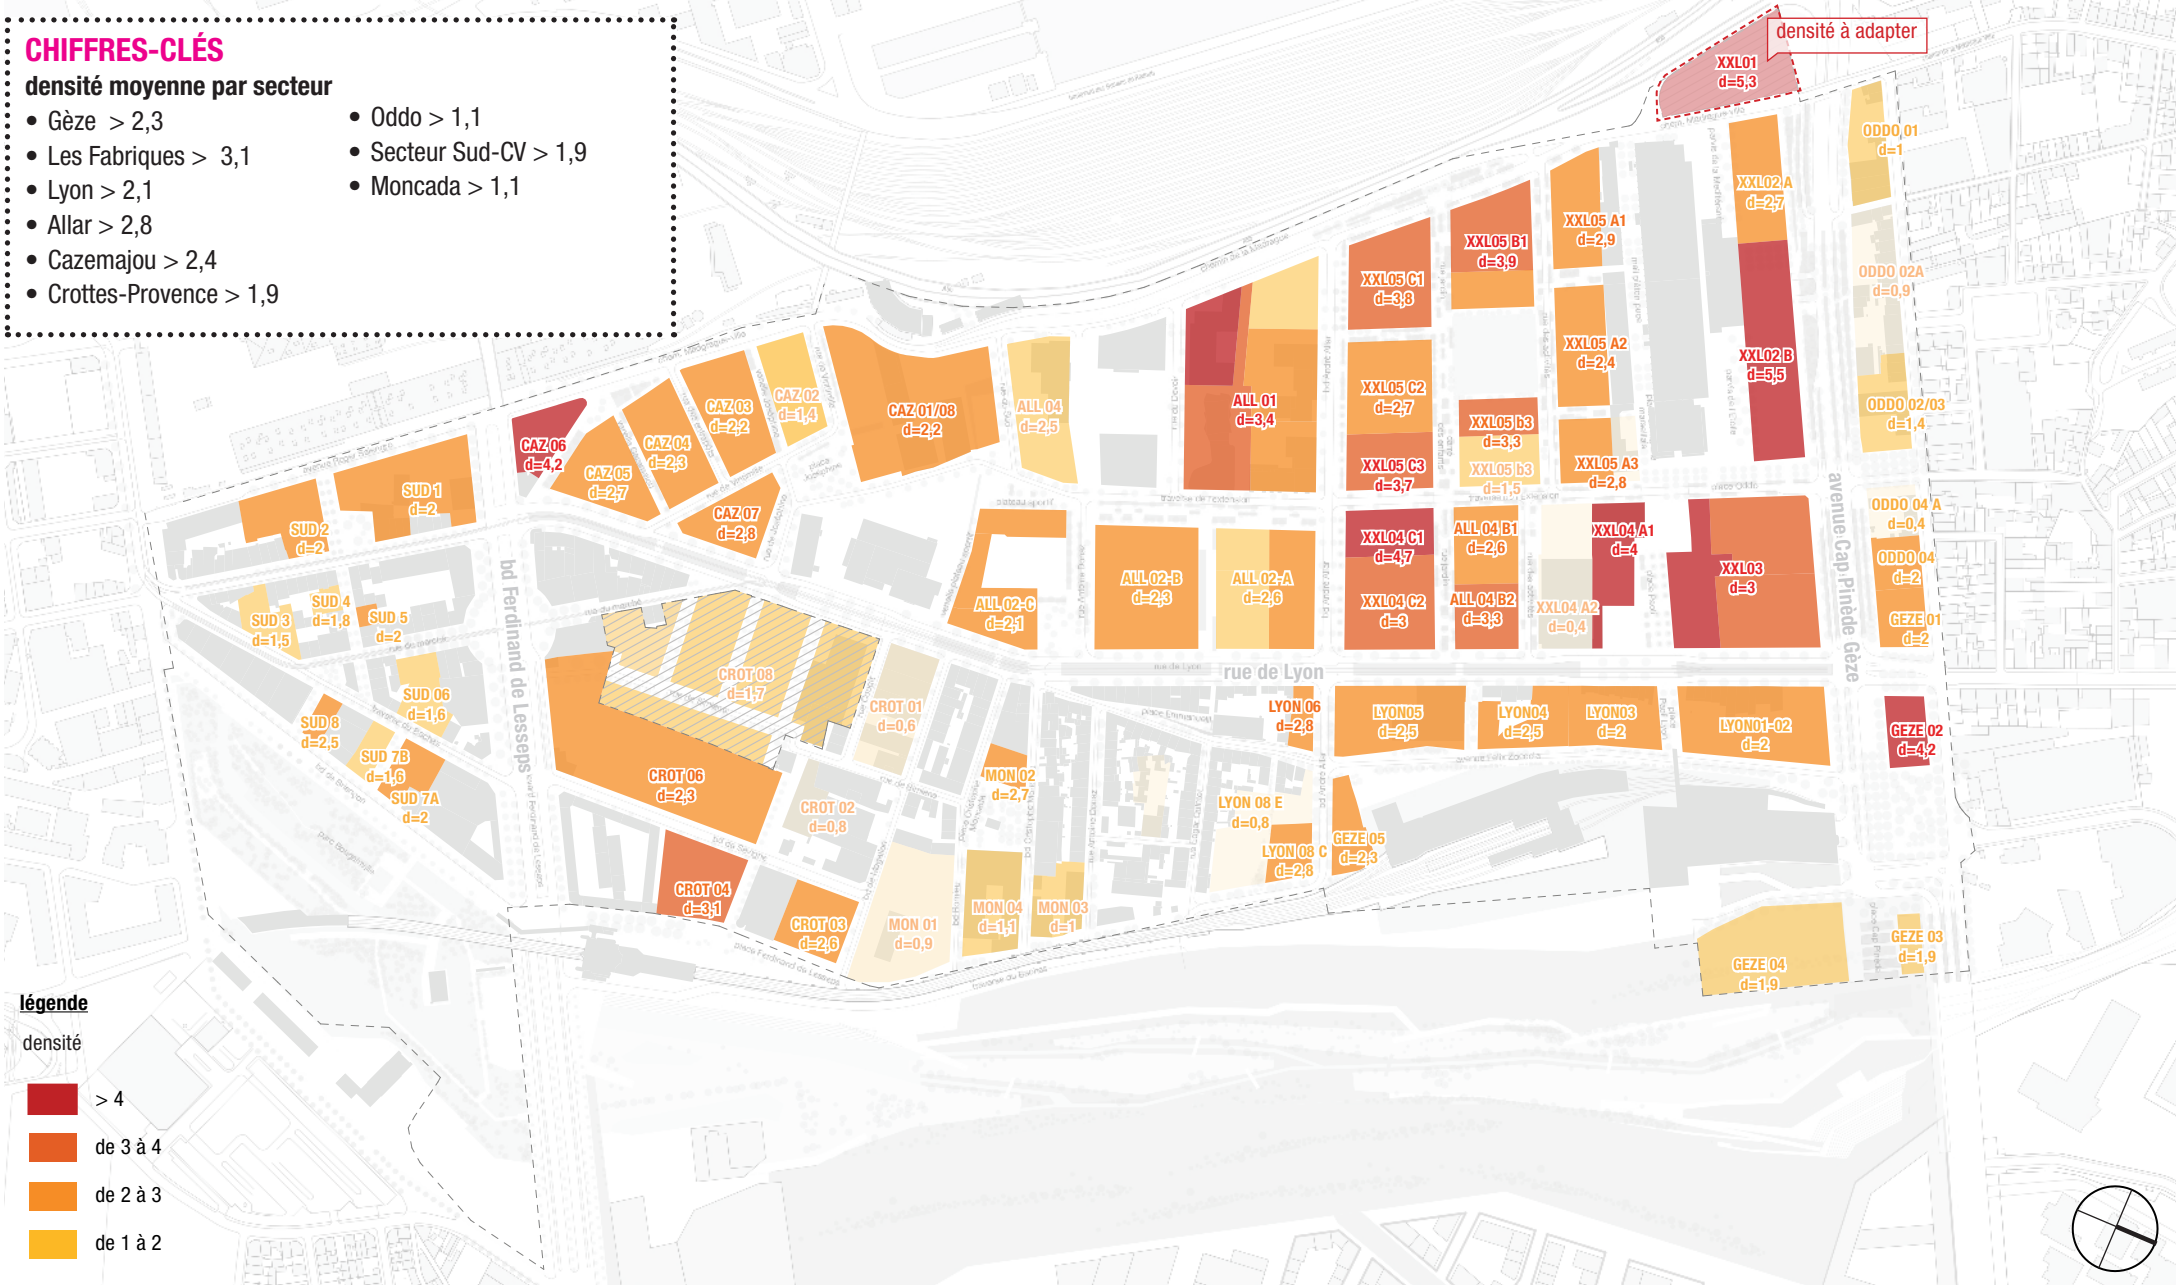 CHIFFRES-CLÉS
densité moyenne par secteur
• Gèze > 2,3
• Les Fabriques > 3,1
• Lyon > 2,1
• Allar > 2,8
• Cazemajou > 2,4
• Crottes-Provence > 1,9
• Oddo > 1,1
• Secteur Sud-CV > 1,9
• Moncada > 1,1
densité à adapter
XXL01
d=5,3
ODDO 01
d=1
XXL02 A
d=2,7
XXL05 A1
d=2,9
XXL05 B1
d=3,9
XXL05 C1
d=3,8
ODDO 02A
d=0,9
XXL05 A2
d=2,4
XXL02 B
d=5,5
XXL05 C2
d=2,7
ALL 01
d=3,4
ALL 04
d=2,5
CAZ 01/08
d=2,2
CAZ 02
d=1,4
CAZ 03
d=2,2
CAZ 04
d=2,3
CAZ 05
d=2,7
CAZ 06
d=4,2
CAZ 07
d=2,8
ODDO 02/03
d=1,4
XXL05 b3
d=3,3
XXL05 b3
d=1,5
XXL05 C3
d=3,7
XXL05 A3
d=2,8
SUD 1
d=2
SUD 2
d=2
ODDO 04 A
d=0,4
ODDO 04
d=2
GEZE 01
d=2
XXL04 C1
d=4,7
ALL 04 B1
d=2,6
XXL04 A1
d=4
XXL03
d=3
XXL04 C2
d=3
ALL 04 B2
d=3,3
XXL04 A2
d=0,4
ALL 02-A
d=2,6
ALL 02-B
d=2,3
ALL 02-C
d=2,1
SUD 3
d=1,5
SUD 4
d=1,8
SUD 5
d=2
SUD 06
d=1,6
SUD 8
d=2,5
SUD 7B
d=1,6
SUD 7A
d=2
bd Ferdinand de Lesseps
rue de Lyon
rue de Lyon
avenue Cap Pinède Gèze
CROT 08
d=1,7
CROT 01
d=0,6
CROT 06
d=2,3
CROT 02
d=0,8
CROT 04
d=3,1
CROT 03
d=2,6
MON 02
d=2,7
MON 01
d=0,9
MON 04
d=1,1
MON 03
d=1
LYON 06
d=2,8
LYON05
d=2,5
LYON04
d=2,5
LYON03
d=2
LYON01-02
d=2
GEZE 02
d=4,2
LYON 08 E
d=0,8
LYON 08 C
d=2,8
GEZE 05
d=2,3
GEZE 04
d=1,9
GEZE 03
d=1,9
légende
densité
> 4
de 3 à 4
de 2 à 3
de 1 à 2